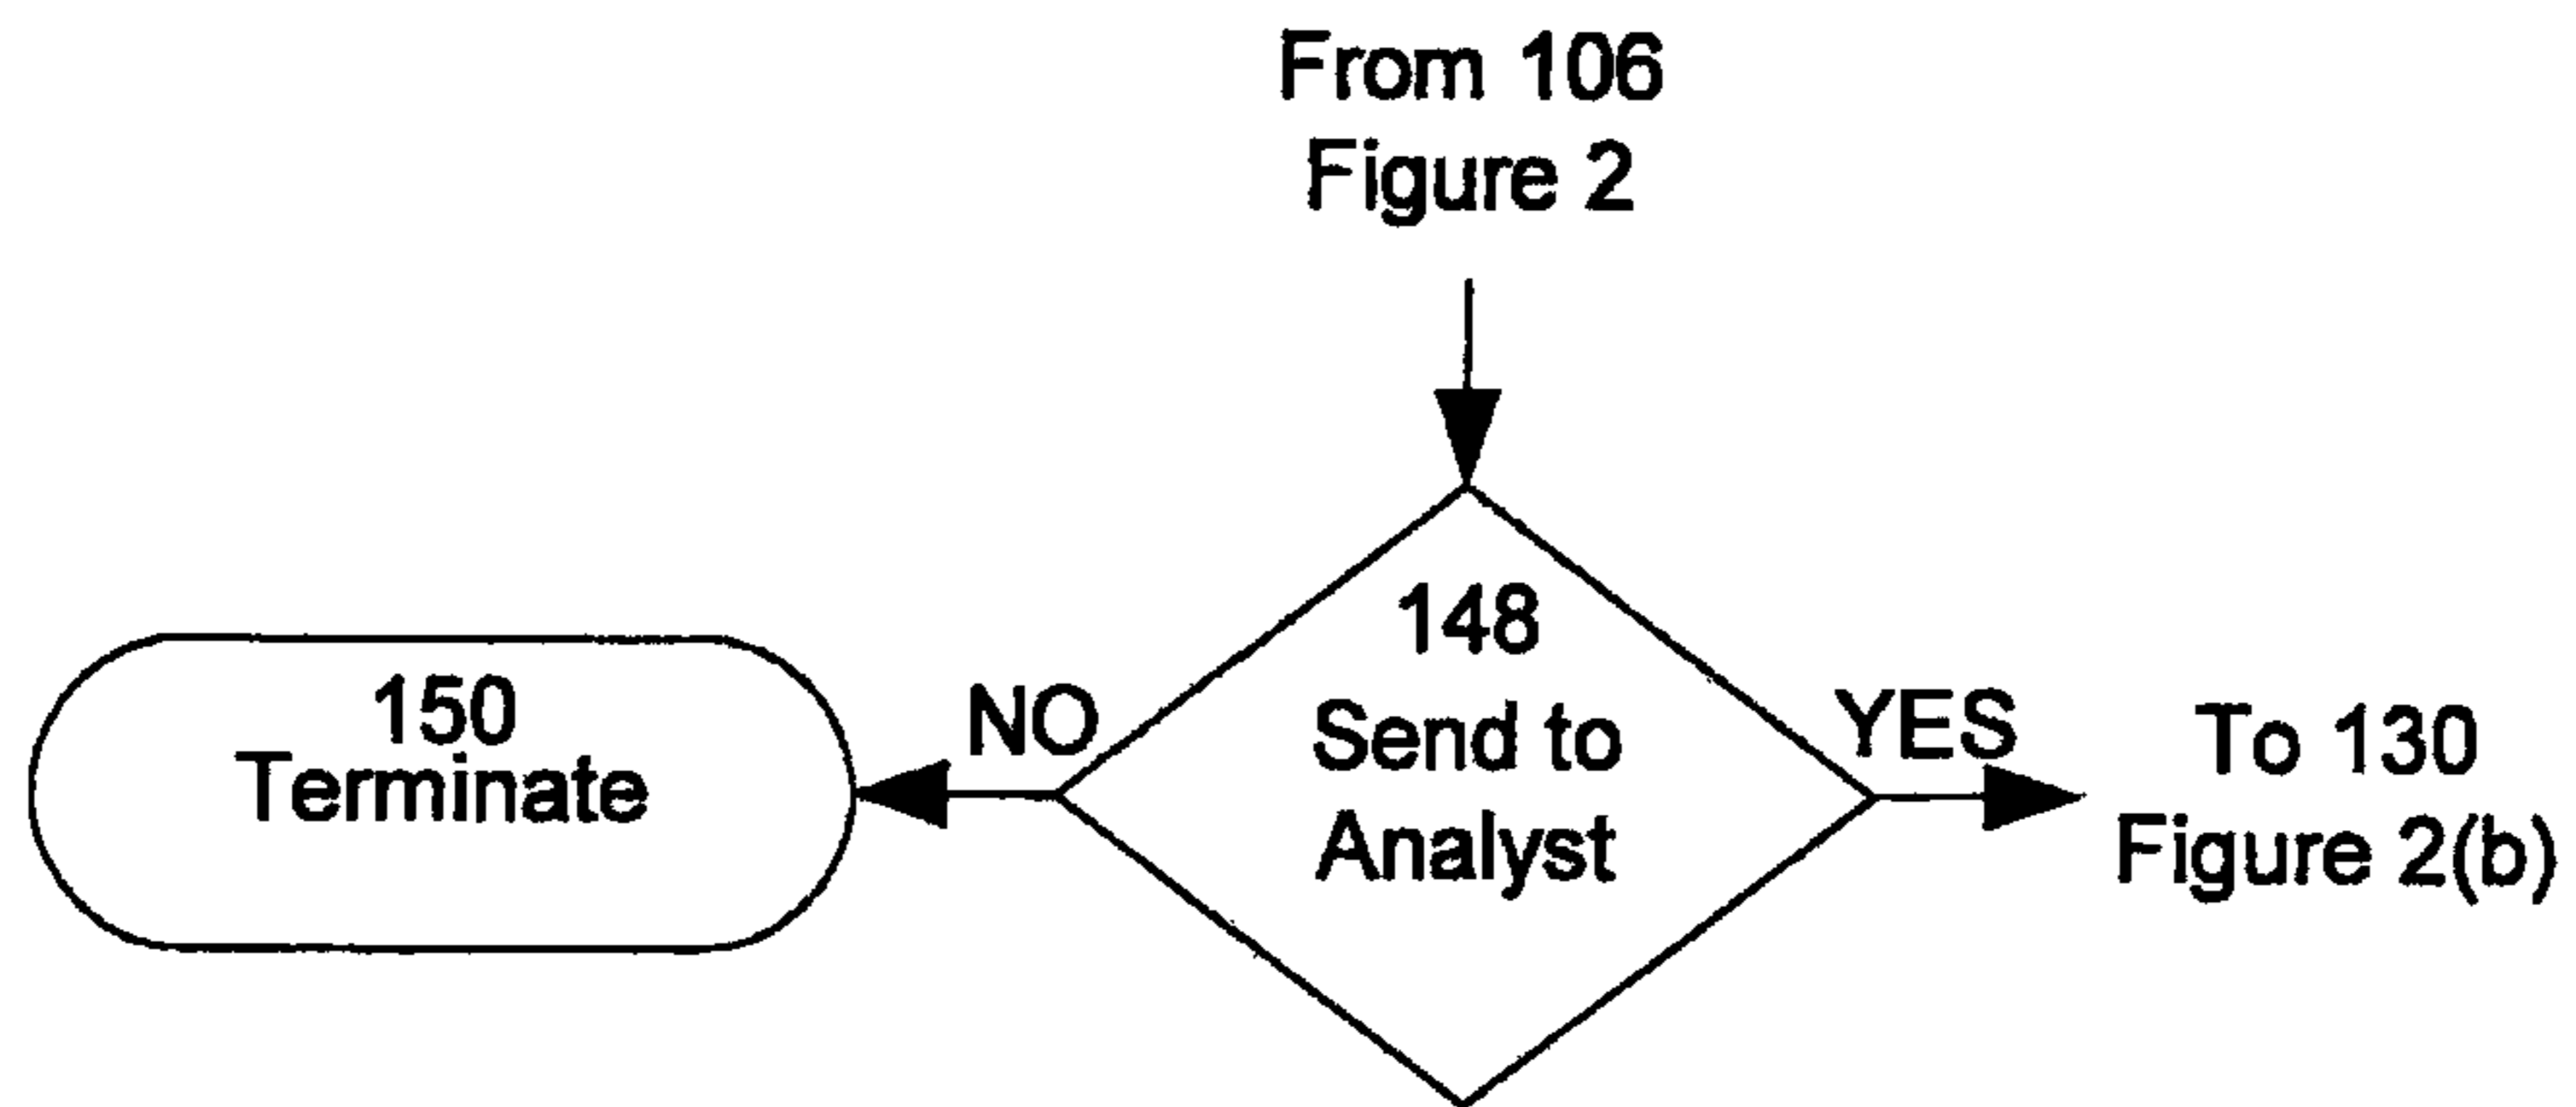 From 106
Figure 2
148
Send to
Analyst
NO
YES
150
Terminate
To 130
Figure 2(b)